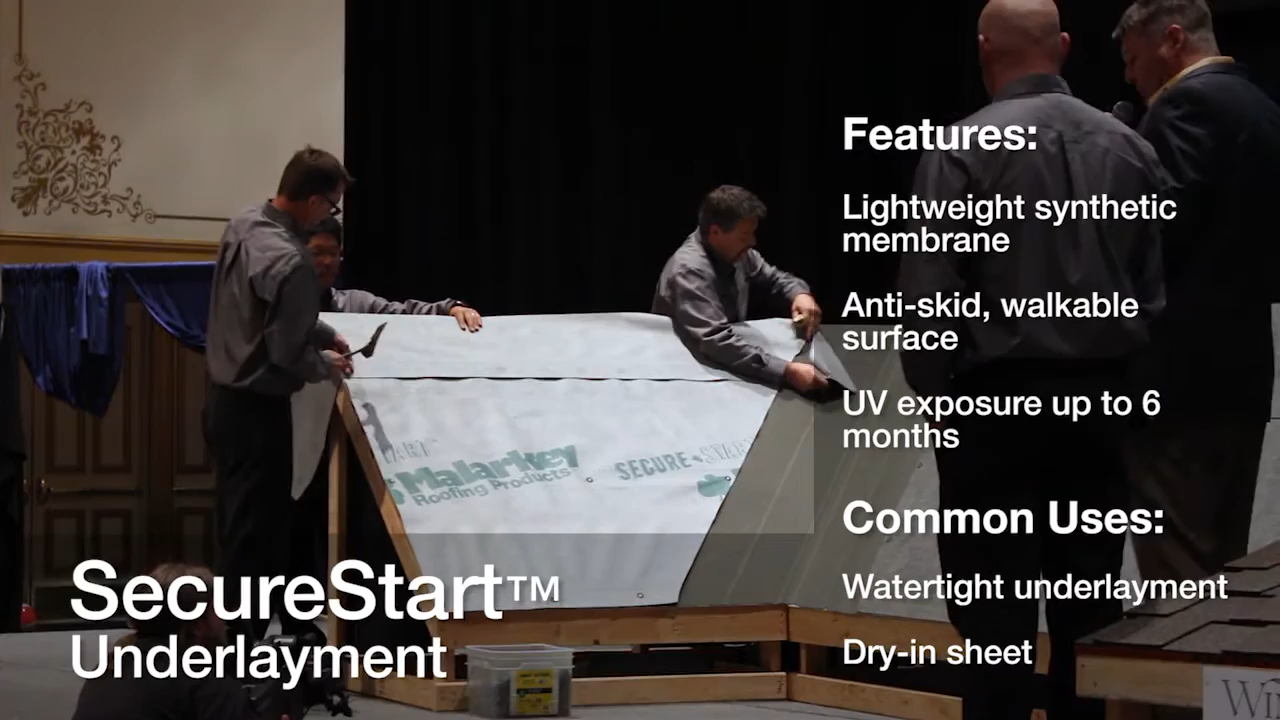 Features:
Lightweight synthetic
membrane
Anti-skid, walkable
surface
UV exposure up to 6
months
Common Uses:
Watertight underlayment
Dry-in sheet
SecureStart™
Underlayment
Malarkey
Roofing Products
SECURE START